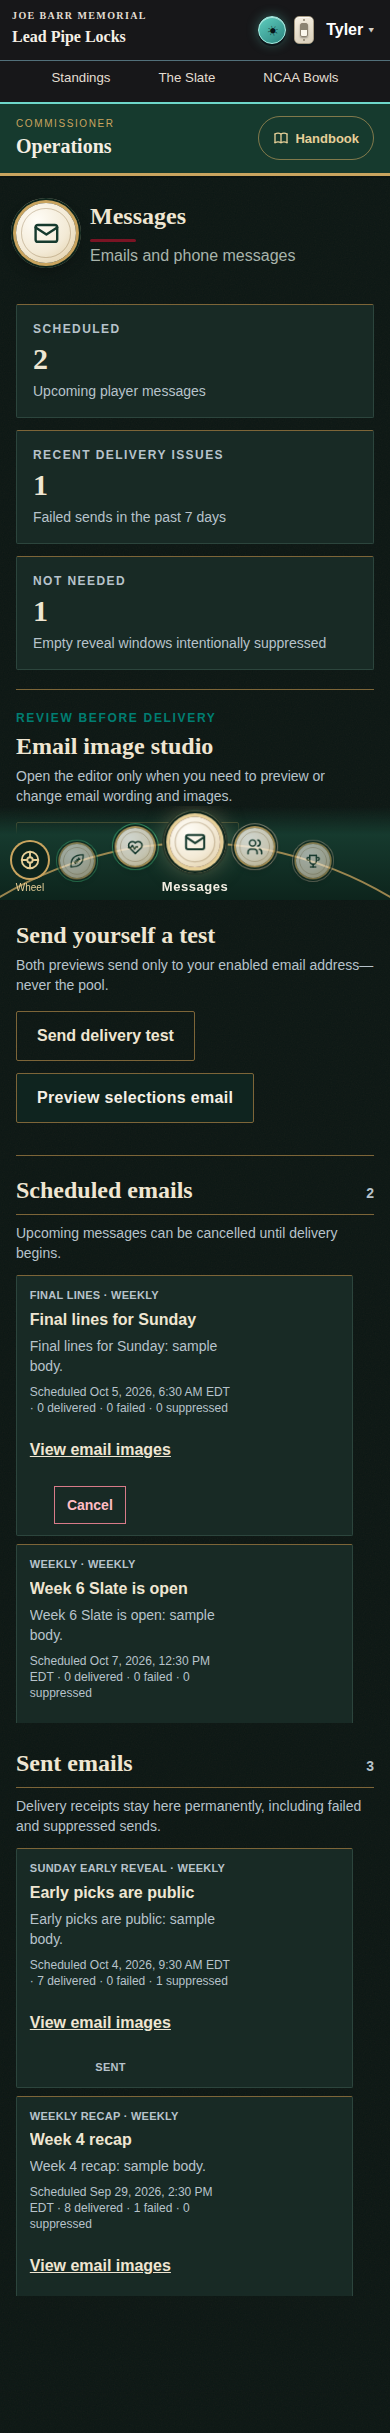 JOE BARR MEMORIAL
Lead Pipe Locks
Tyler
Standings The Slate NCAA Bowls
COMMISSIONER
Operations
Handbook
Messages
Emails and phone messages
SCHEDULED
2
Upcoming player messages
RECENT DELIVERY ISSUES
1
Failed sends in the past 7 days
NOT NEEDED
1
Empty reveal windows intentionally suppressed
REVIEW BEFORE DELIVERY
Email image studio
Open the editor only when you need to preview or
change email wording and images.
Wheel
Messages
Send yourself a test
Both previews send only to your enabled email address—
never the pool.
Send delivery test
Preview selections email
Scheduled emails
2
Upcoming messages can be cancelled until delivery
begins.
FINAL LINES · WEEKLY
Final lines for Sunday
Final lines for Sunday: sample
body.
Scheduled Oct 5, 2026, 6:30 AM EDT
· 0 delivered · 0 failed · 0 suppressed
View email images
Cancel
WEEKLY · WEEKLY
Week 6 Slate is open
Week 6 Slate is open: sample
body.
Scheduled Oct 7, 2026, 12:30 PM
EDT · 0 delivered · 0 failed · 0
suppressed
Sent emails
3
Delivery receipts stay here permanently, including failed
and suppressed sends.
SUNDAY EARLY REVEAL · WEEKLY
Early picks are public
Early picks are public: sample
body.
Scheduled Oct 4, 2026, 9:30 AM EDT
· 7 delivered · 0 failed · 1 suppressed
View email images
SENT
WEEKLY RECAP · WEEKLY
Week 4 recap
Week 4 recap: sample body.
Scheduled Sep 29, 2026, 2:30 PM
EDT · 8 delivered · 1 failed · 0
suppressed
View email images